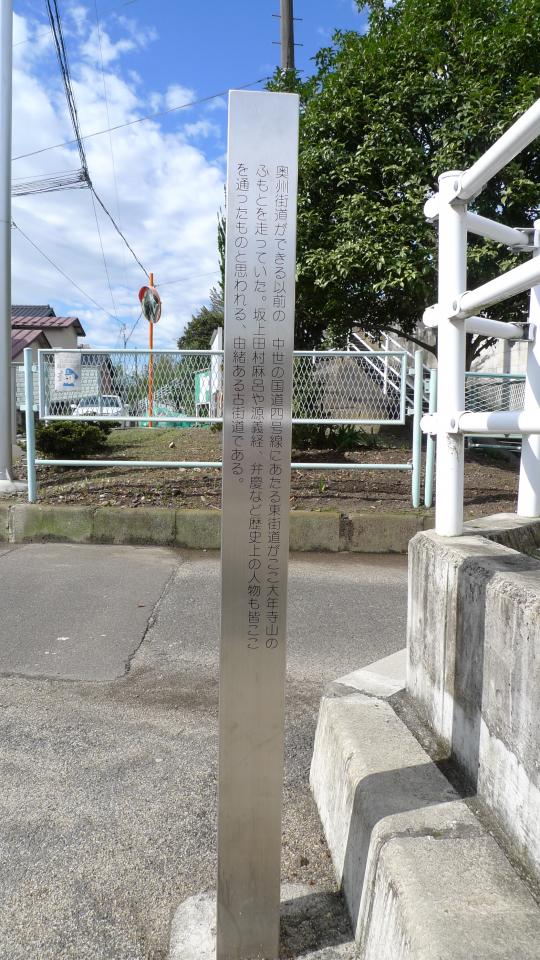 奥州街道ができる以前の　中世の国道四号線にあたる東街道がここ大年寺山の
ふもとを走っていた。坂上田村麻呂や源義経、弁慶など歴史上の人物も皆ここ
を通ったものと思われる、由緒ある古街道である。